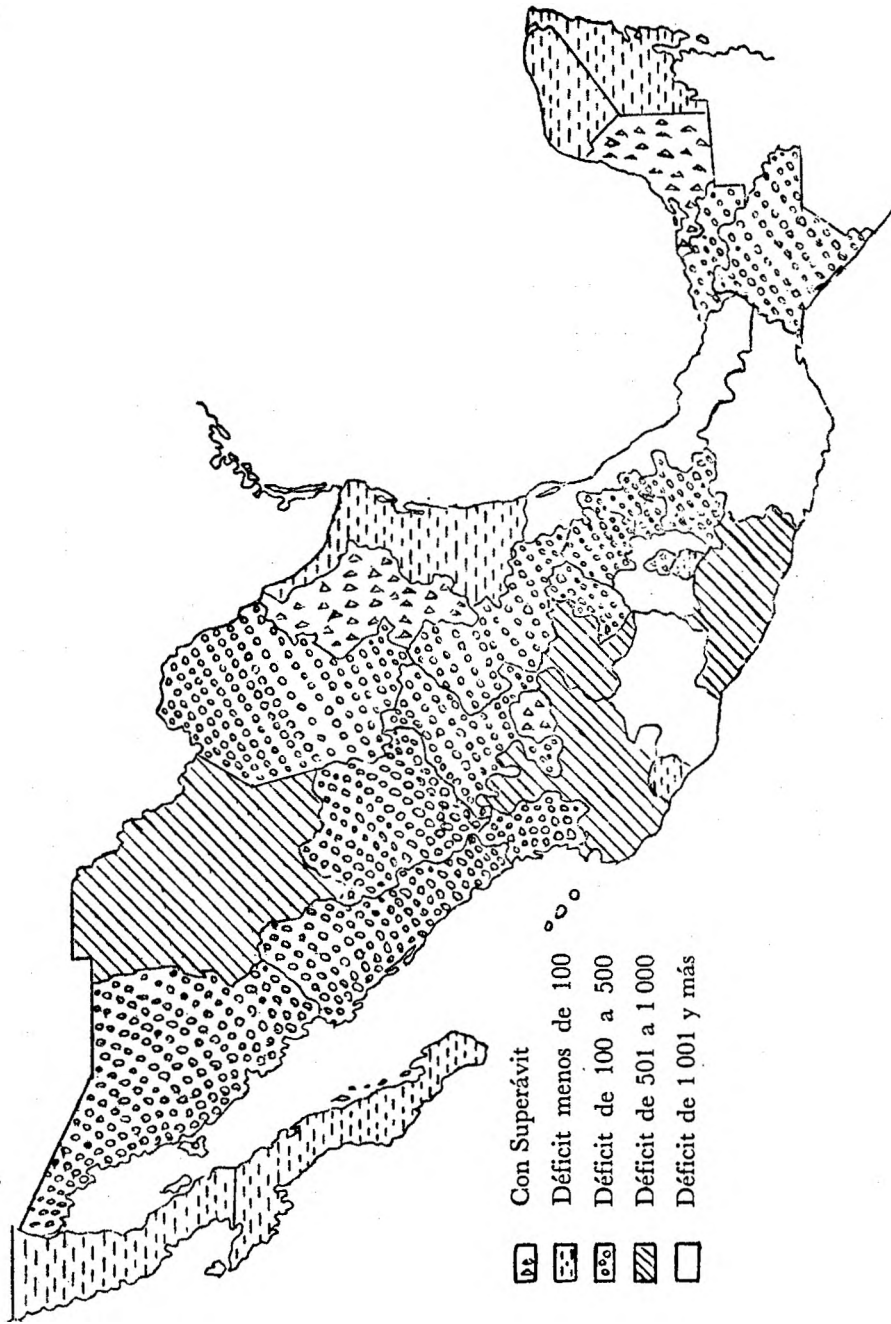 Con Superávit
Déficit menos de 100
Déficit de 100 a 500
Déficit de 501 a 1 000
Déficit de 1 001 y más